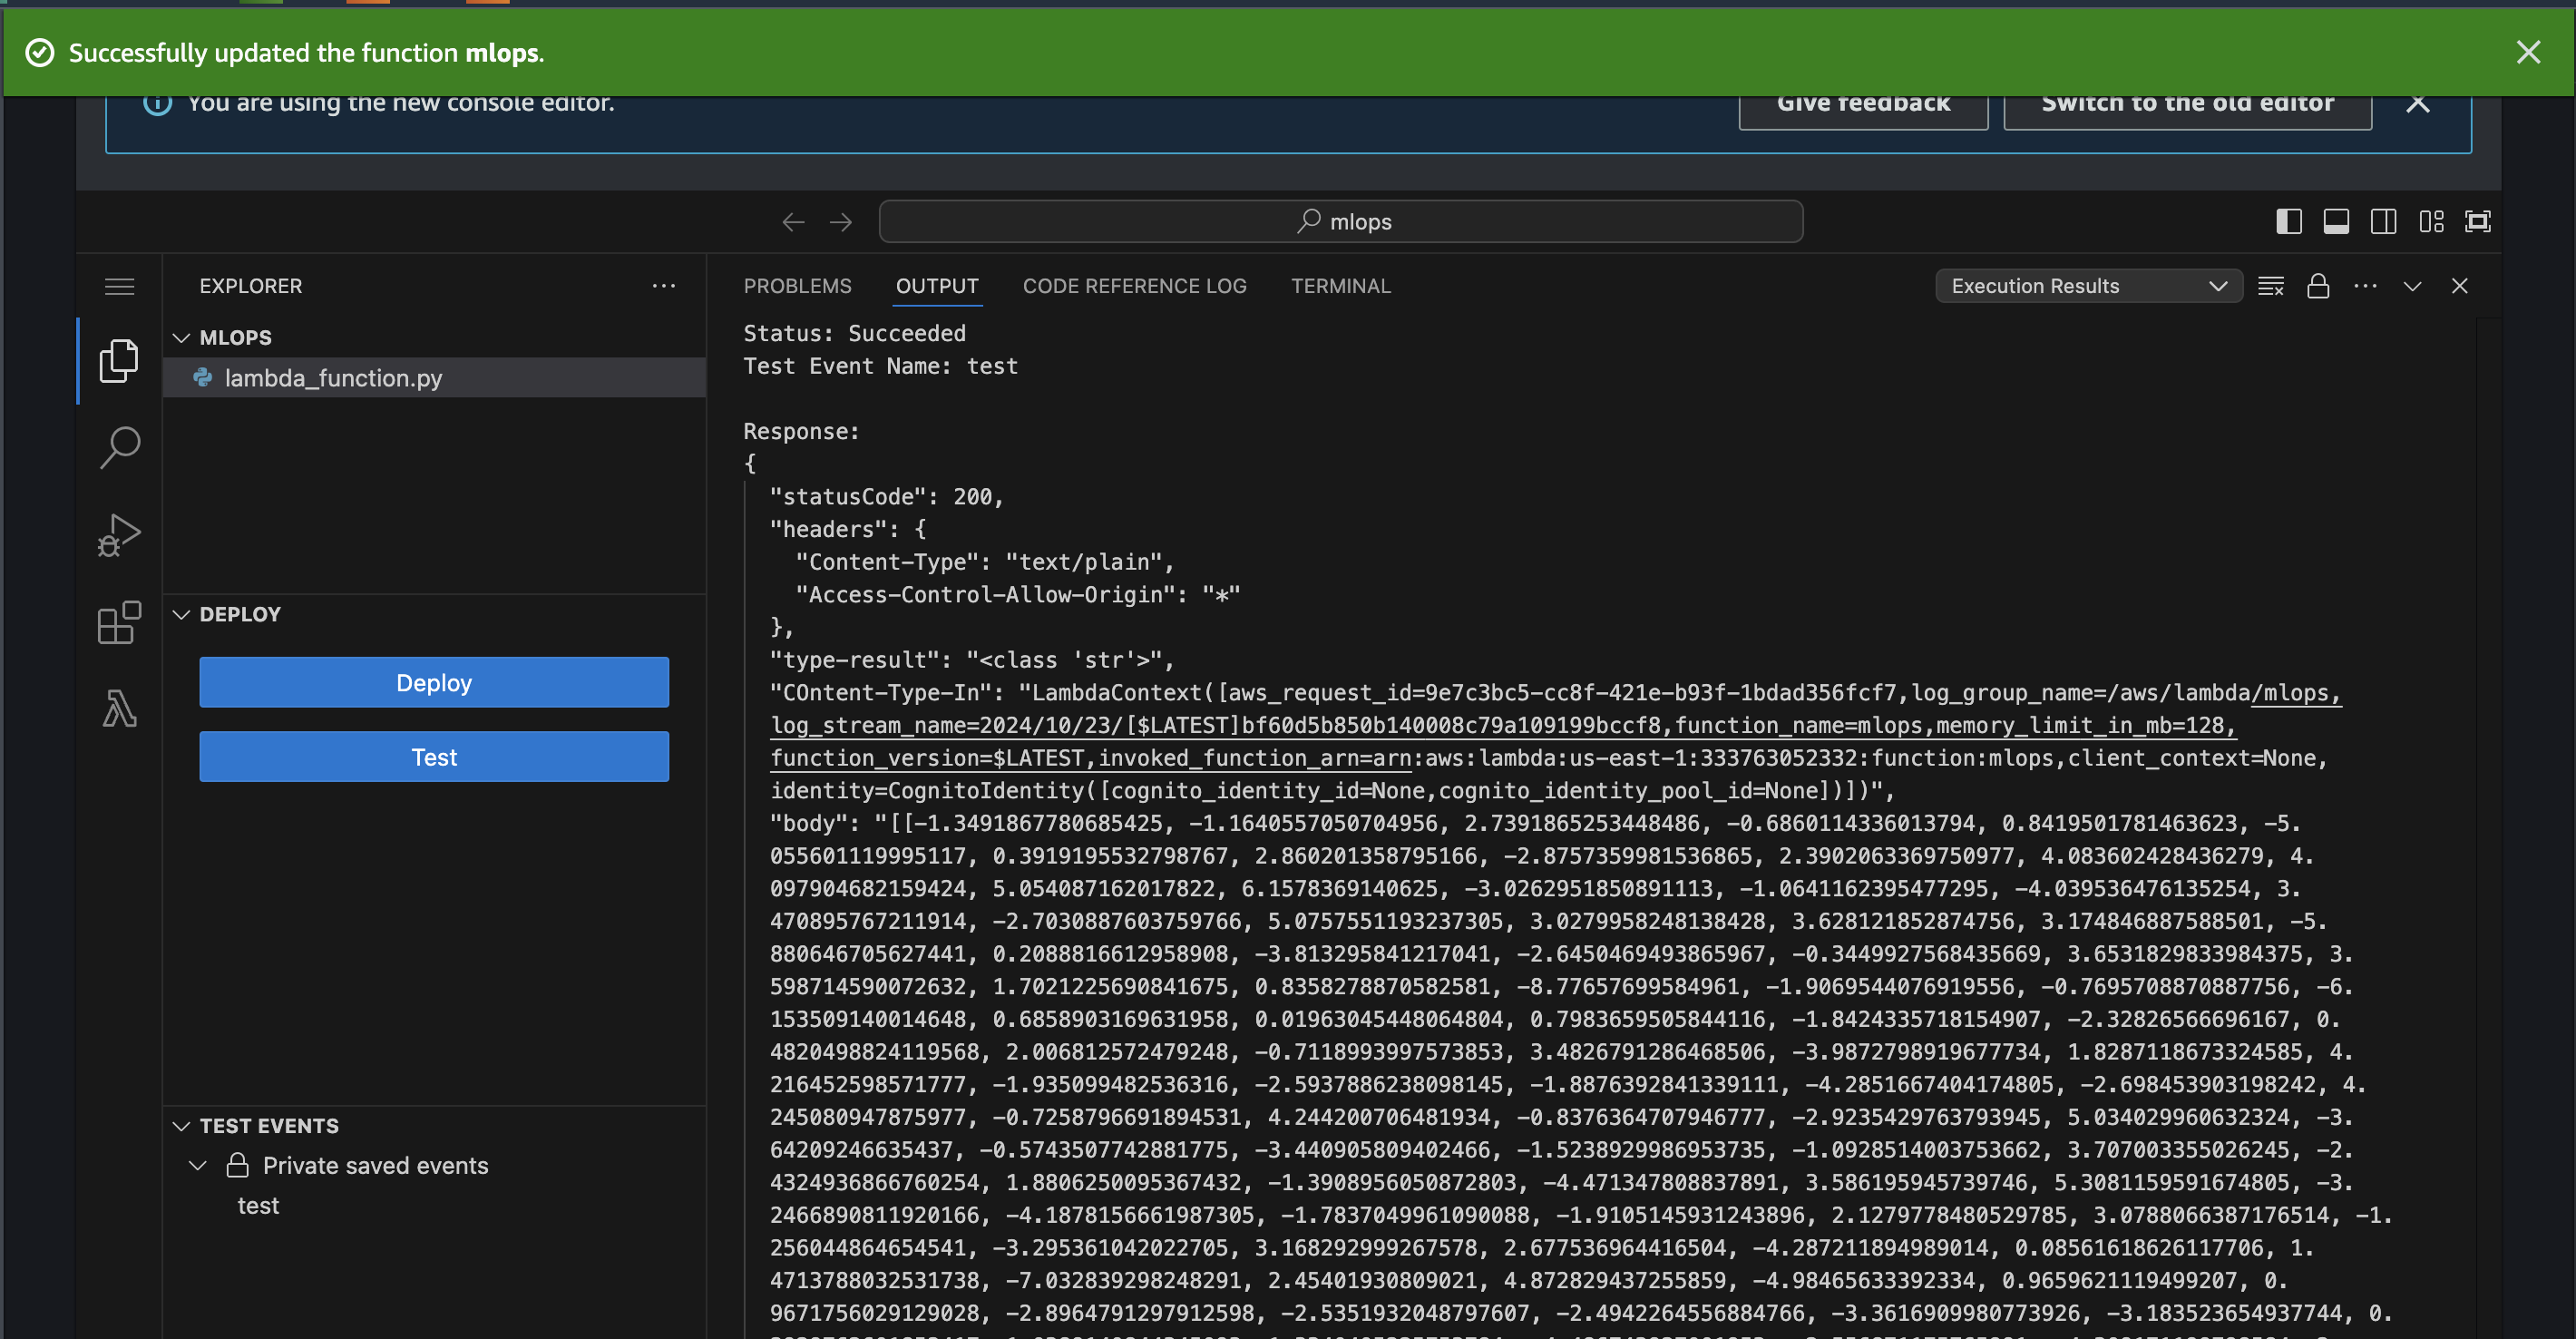 Successfully updated the function mlops.
You are using the new console editor.
Give feedback
Switch to the old editor
mlops
EXPLORER
MLOPS
lambda_function.py
DEPLOY
Deploy
Test
TEST EVENTS
Private saved events
test
PROBLEMS
OUTPUT
CODE REFERENCE LOG
TERMINAL
Execution Results
Status: Succeeded
Test Event Name: test
Response:
{
"statusCode": 200,
"headers": {
"Content-Type": "text/plain",
"Access-Control-Allow-Origin": "*"
},
"type-result": "<class 'str'>",
"COntent-Type-In": "LambdaContext([aws_request_id=9e7c3bc5-cc8f-421e-b93f-1bdad356fcf7,log_group_name=/aws/lambda/mlops,
log_stream_name=2024/10/23/[$LATEST]bf60d5b850b140008c79a109199bccf8,function_name=mlops,memory_limit_in_mb=128,
function_version=$LATEST,invoked_function_arn=arn:aws:lambda:us-east-1:333763052332:function:mlops,client_context=None,
identity=CognitoIdentity([cognito_identity_id=None,cognito_identity_pool_id=None])])",
"body": "[[-1.3491867780685425, -1.1640557050704956, 2.7391865253448486, -0.6860114336013794, 0.8419501781463623, -5.
055601119995117, 0.3919195532798767, 2.860201358795166, -2.8757359981536865, 2.3902063369750977, 4.083602428436279, 4.
097904682159424, 5.054087162017822, 6.1578369140625, -3.0262951850891113, -1.0641162395477295, -4.039536476135254, 3.
470895767211914, -2.7030887603759766, 5.0757551193237305, 3.0279958248138428, 3.628121852874756, 3.174846887588501, -5.
880646705627441, 0.2088816612958908, -3.813295841217041, -2.6450469493865967, -0.3449927568435669, 3.6531829833984375, 3.
598714590072632, 1.7021225690841675, 0.8358278870582581, -8.77657699584961, -1.9069544076919556, -0.7695708870887756, -6.
153509140014648, 0.6858903169631958, 0.01963045448064804, 0.7983659505844116, -1.8424335718154907, -2.32826566696167, 0.
4820498824119568, 2.006812572479248, -0.7118993997573853, 3.4826791286468506, -3.9872798919677734, 1.8287118673324585, 4.
216452598571777, -1.935099482536316, -2.5937886238098145, -1.8876392841339111, -4.2851667404174805, -2.698453903198242, 4.
245080947875977, -0.7258796691894531, 4.244200706481934, -0.8376364707946777, -2.9235429763793945, 5.034029960632324, -3.
64209246635437, -0.5743507742881775, -3.440905809402466, -1.5238929986953735, -1.0928514003753662, 3.707003355026245, -2.
4324936866760254, 1.8806250095367432, -1.3908956050872803, -4.471347808837891, 3.586195945739746, 5.3081159591674805, -3.
2466890811920166, -4.1878156661987305, -1.7837049961090088, -1.9105145931243896, 2.1279778480529785, 3.0788066387176514, -1.
256044864654541, -3.295361042022705, 3.168292999267578, 2.677536964416504, -4.287211894989014, 0.08561618626117706, 1.
4713788032531738, -7.032839298248291, 2.45401930809021, 4.872829437255859, -4.98465633392334, 0.9659621119499207, 0.
9671756029129028, -2.8964791297912598, -2.5351932048797607, -2.4942264556884766, -3.3616909980773926, -3.183523654937744, 0.